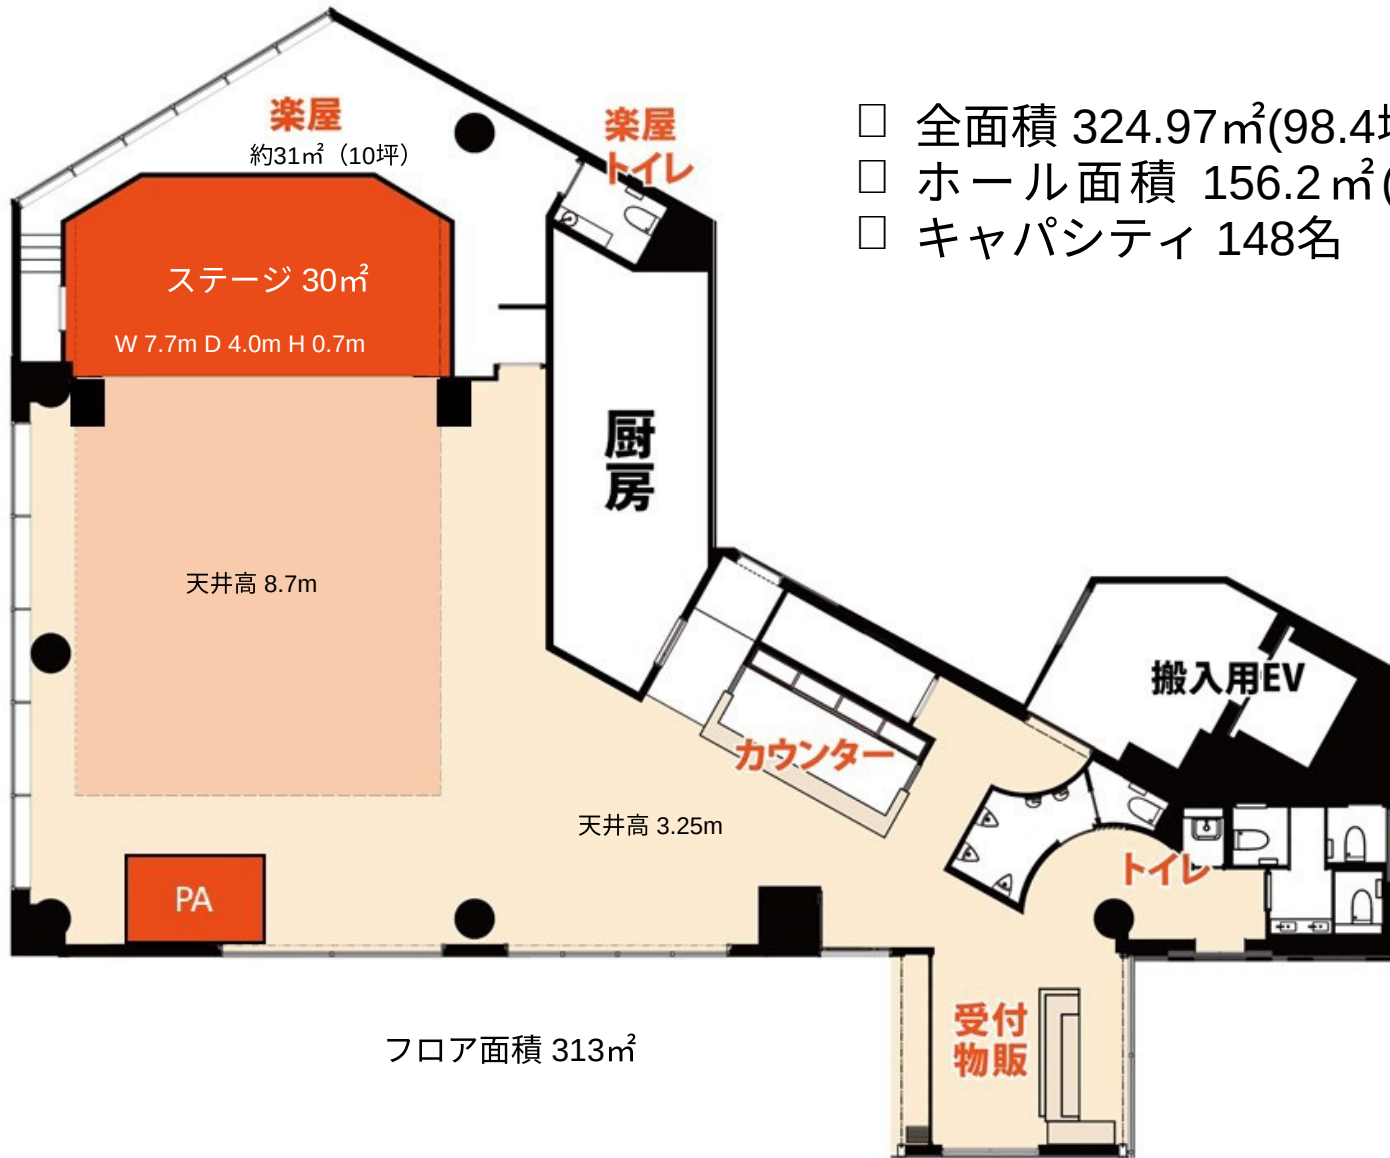 楽屋
約31㎡（10坪）
楽屋
トイレ
全面積 324.97㎡(98.4
ホール面積 156.2㎡(
キャパシティ 148名
ステージ 30㎡
W 7.7m D 4.0m H 0.7m
厨房
天井高 8.7m
搬入用EV
カウンター
天井高 3.25m
トイレ
PA
受付
物販
フロア面積 313㎡